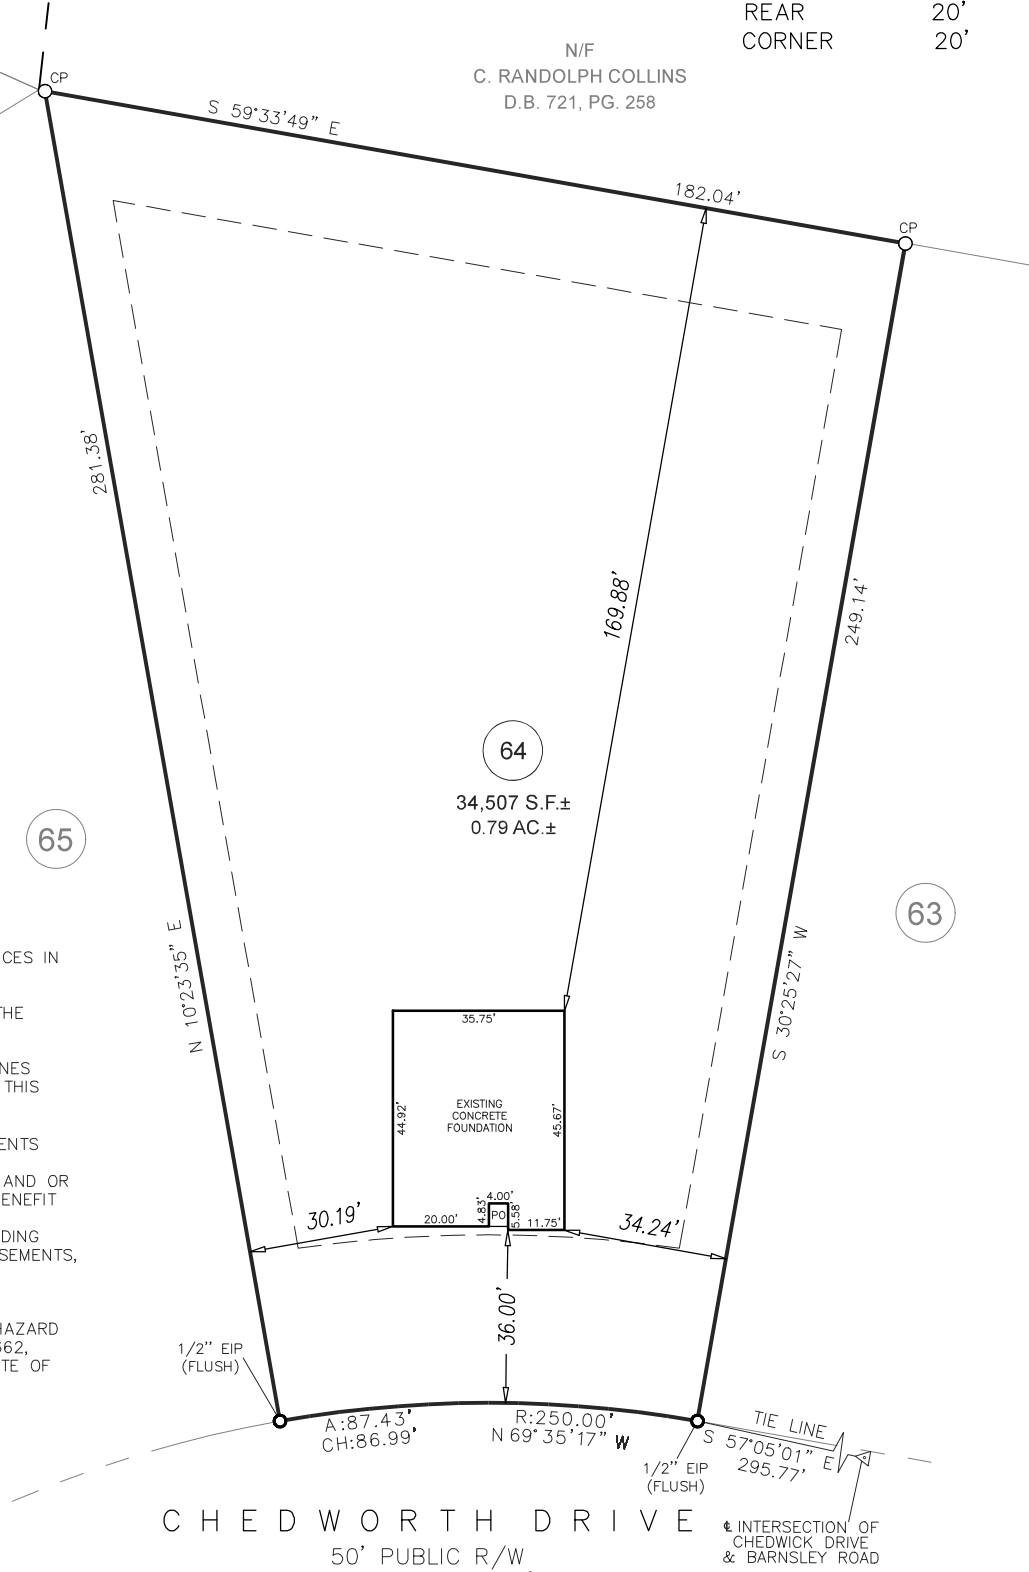 REAR 20'
CORNER 20'
N/F
C. RANDOLPH COLLINS
D.B. 721, PG. 258
CP
S 59°33'49" E
182.04'
CP
281.38'
169.88'
249.14'
64
34,507 S.F.±
0.79 AC.±
65
63
N 10°23'35" E
S 30°25'27" W
CES IN
THE
NES
THIS
ENTS
AND OR
ENEFIT
DING
SEMENTS,
HAZARD
662,
TE OF
35.75'
44.92'
EXISTING
CONCRETE
FOUNDATION
45.67'
4.00'
4.83'
PO
5.58'
20.00'
11.75'
30.19'
34.24'
36.00'
1/2" EIP
(FLUSH)
A:87.43' R:250.00'
CH:86.99' N 69°35'17" W
TIE LINE
S 57°05'01" E
295.77'
1/2" EIP
(FLUSH)
CHEDWORTH DRIVE
50' PUBLIC R/W
℄ INTERSECTION OF
CHEDWICK DRIVE
& BARNSLEY ROAD